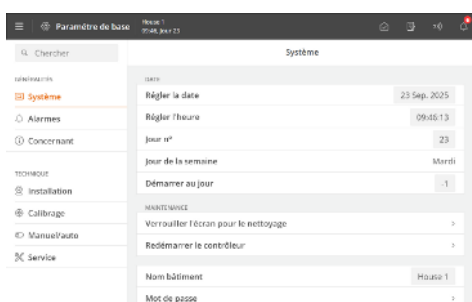 Paramètre de base
House 1
09:46, Jour 23
Chercher
Système
GÉNÉRALITÉS
Système
Alarmes
Concernant
TECHNIQUE
Installation
Calibrage
Manuel/auto
Service
DATE
Régler la date 23 Sep. 2025
Régler l'heure 09:46:13
Jour n° 23
Jour de la semaine Mardi
Démarrer au jour -1
MAINTENANCE
Verrouiller l'écran pour le nettoyage
Redémarrer le contrôleur
Nom bâtiment House 1
Mot de passe